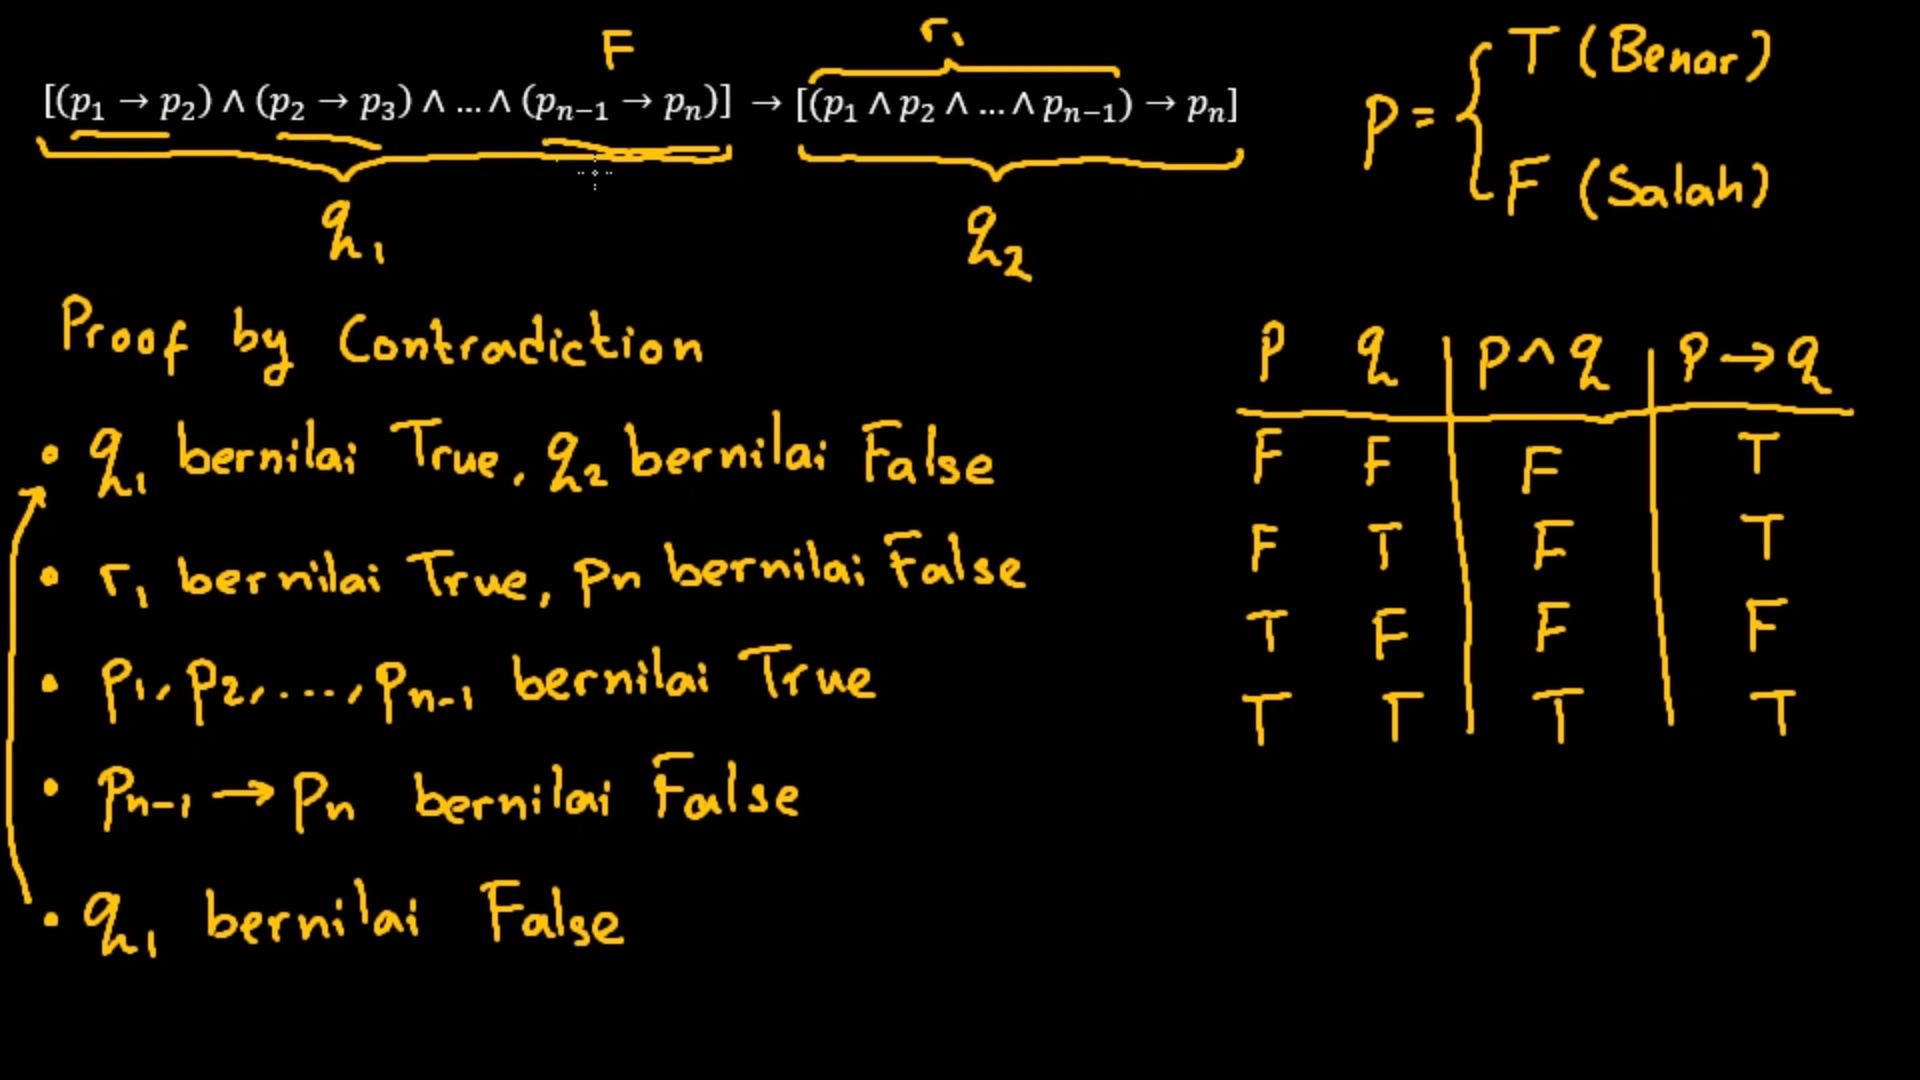 F
r₁
[(p₁ → p₂) ∧ (p₂ → p₃) ∧ … ∧ (pₙ₋₁ → pₙ)] → [(p₁ ∧ p₂ ∧ … ∧ pₙ₋₁) → pₙ]
q₁
q₂
P = { T (Benar)
F (Salah)
Proof by Contradiction
• q₁ bernilai True, q₂ bernilai False
• r₁ bernilai True, pₙ bernilai False
• p₁, p₂, ..., pₙ₋₁ bernilai True
• pₙ₋₁ → pₙ bernilai False
• q₁ bernilai False
p q | p ∧ q | p → q
F F F T
F T F T
T F F F
T T T T